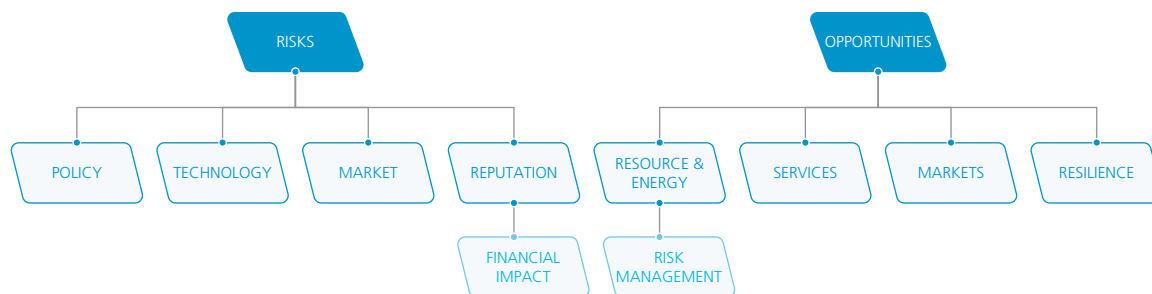 RISKS
OPPORTUNITIES
POLICY
TECHNOLOGY
MARKET
REPUTATION
RESOURCE &
ENERGY
SERVICES
MARKETS
RESILIENCE
FINANCIAL
IMPACT
RISK
MANAGEMENT